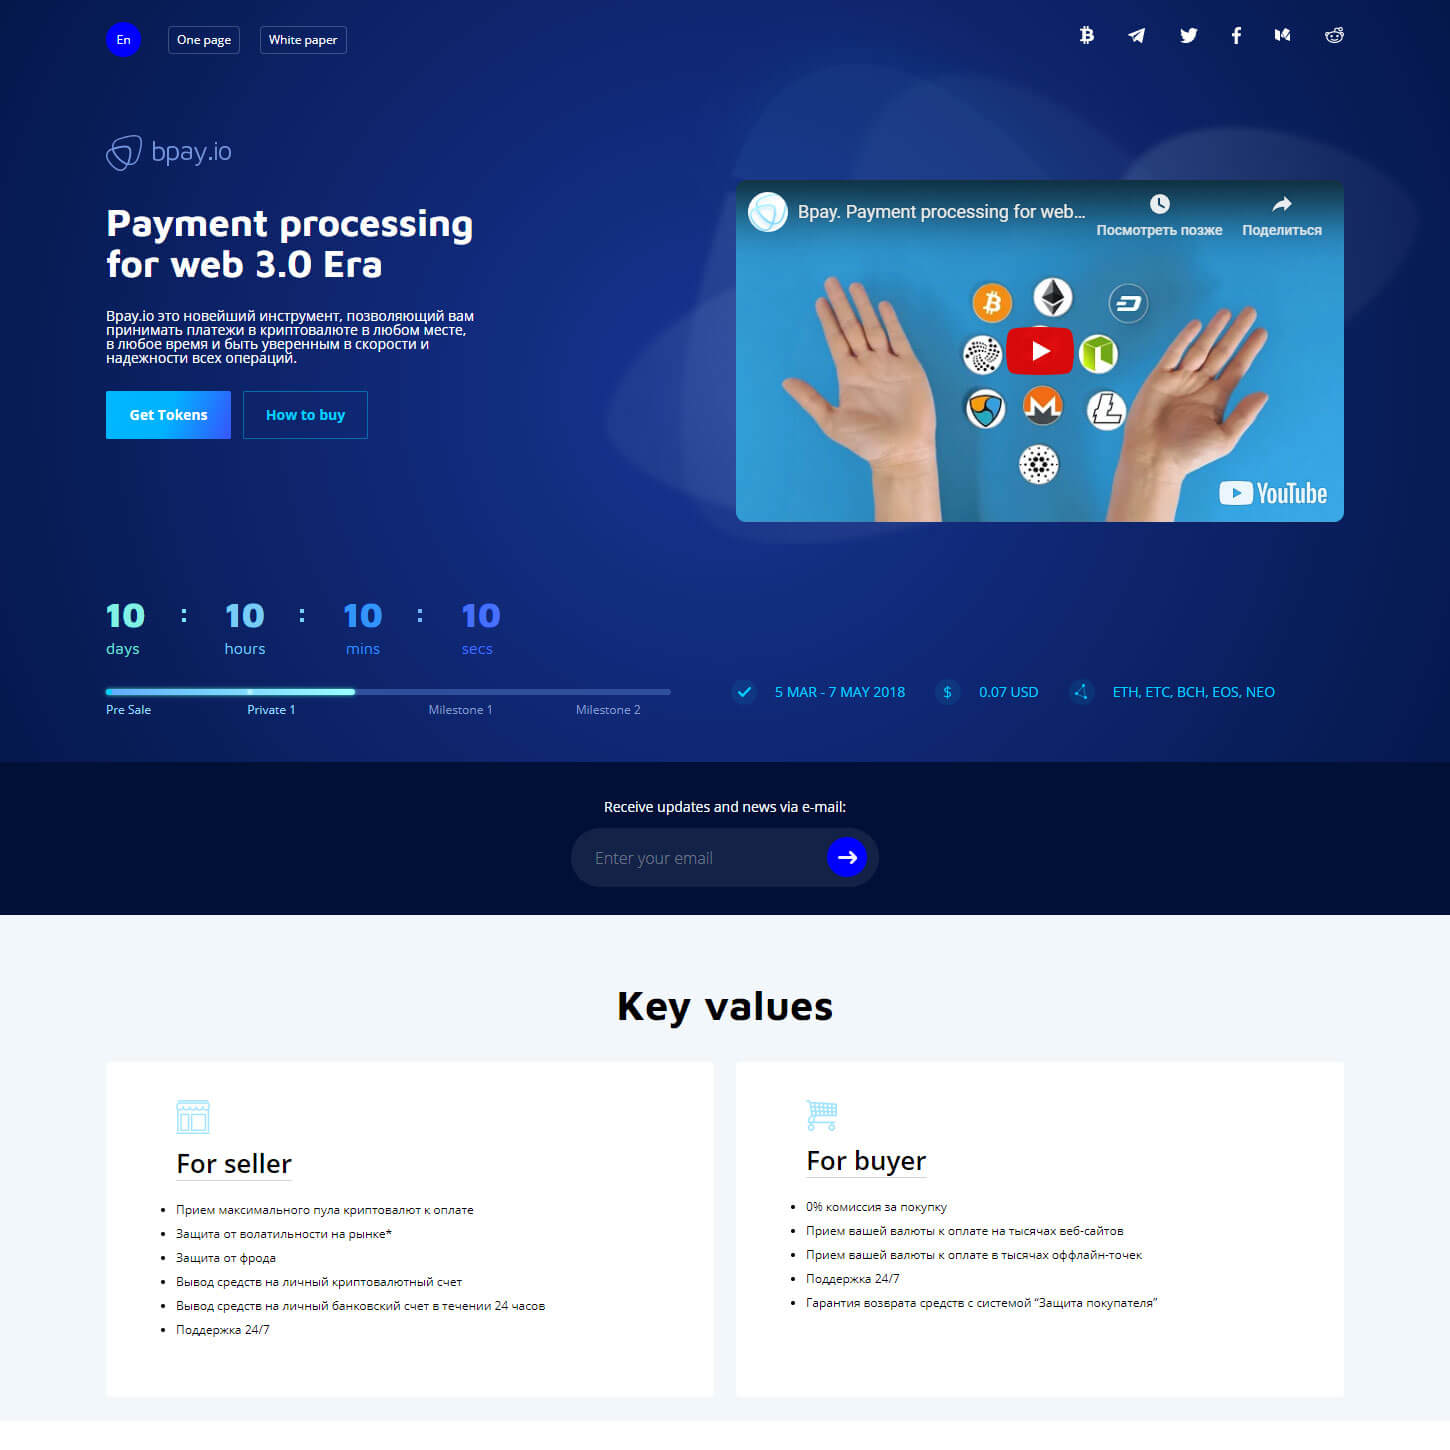 En
One page
White paper
bpay.io
Payment processing
for web 3.0 Era
Bpay.io это новейший инструмент, позволяющий вам
принимать платежи в криптовалюте в любом месте,
в любое время и быть уверенным в скорости и
надежности всех операций.
Get Tokens
How to buy
Bpay. Payment processing for web...
Посмотреть позже
Поделиться
YouTube
10 : 10 : 10 : 10
days hours mins secs
Pre Sale
Private 1
Milestone 1
Milestone 2
5 MAR - 7 MAY 2018
$
0.07 USD
ETH, ETC, BCH, EOS, NEO
Receive updates and news via e-mail:
Enter your email
Key values
For seller
• Прием максимального пула криптовалют к оплате
• Защита от волатильности на рынке*
• Защита от фрода
• Вывод средств на личный криптовалютный счет
• Вывод средств на личный банковский счет в течении 24 часов
• Поддержка 24/7
For buyer
• 0% комиссия за покупку
• Прием вашей валюты к оплате на тысячах веб-сайтов
• Прием вашей валюты к оплате в тысячах оффлайн-точек
• Поддержка 24/7
• Гарантия возврата средств с системой “Защита покупателя”